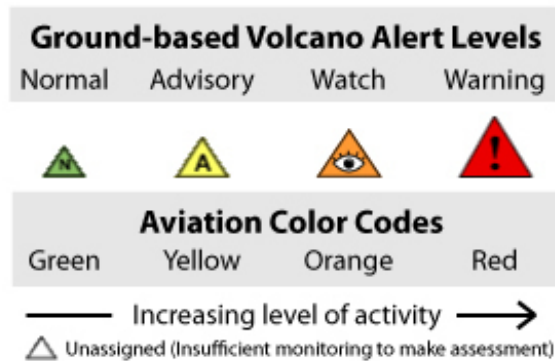 Ground-based Volcano Alert Levels
Normal Advisory Watch Warning
N A !
Aviation Color Codes
Green Yellow Orange Red
Increasing level of activity
Unassigned (Insufficient monitoring to make assessment)